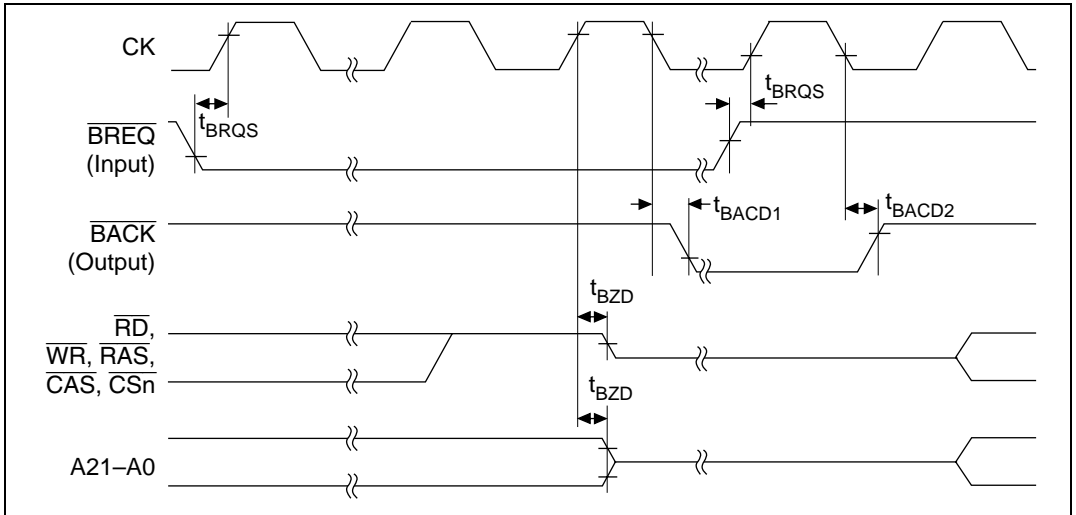 CK
tBRQS
tBRQS
BREQ
(Input)
BACK
(Output)
tBACD1
tBACD2
tBZD
RD,
WR, RAS,
CAS, CSn
tBZD
A21–A0